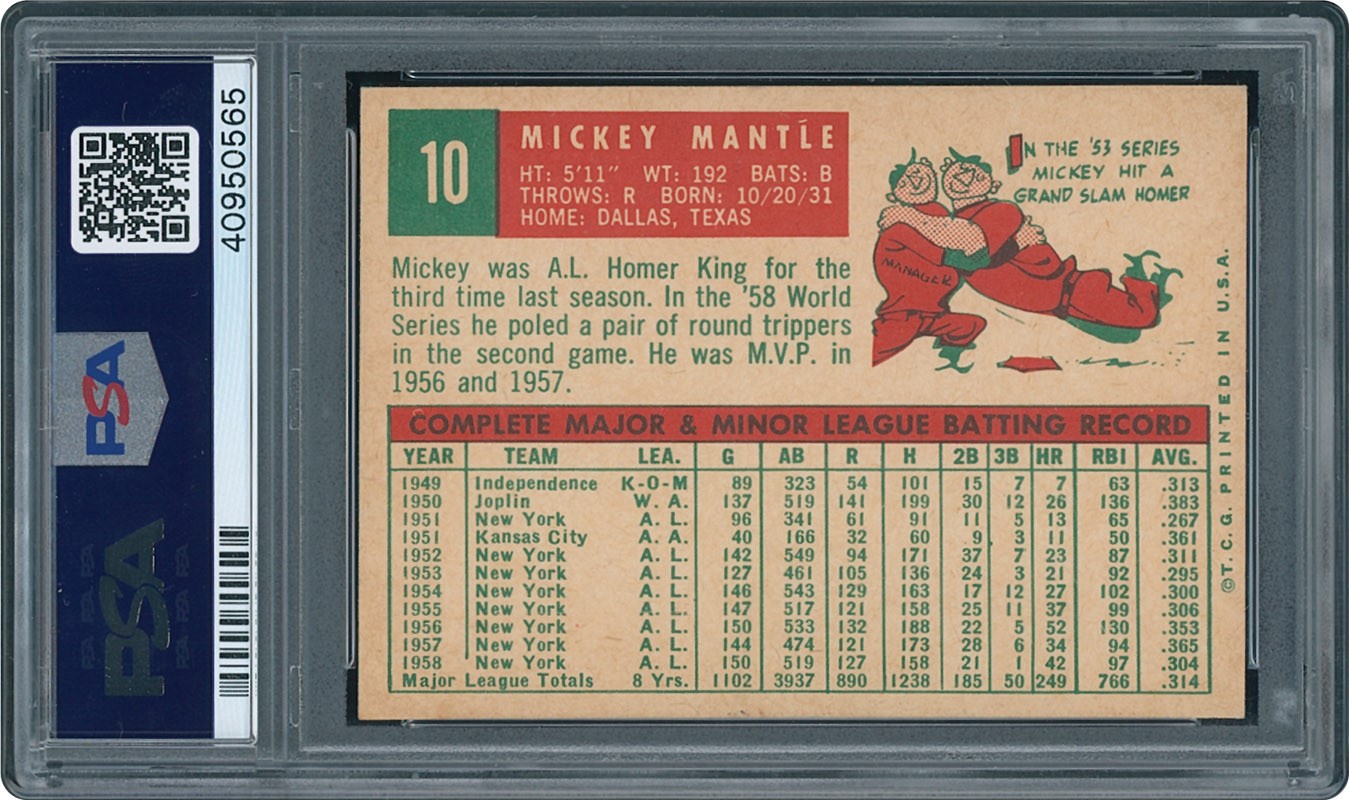 40950565
PSA
PSA
10
MICKEY MANTLE
HT: 5'11" WT: 192 BATS: B
THROWS: R BORN: 10/20/31
HOME: DALLAS, TEXAS
IN THE '53 SERIES
MICKEY HIT A
GRAND SLAM HOMER
MANAGER
Mickey was A.L. Homer King for the
third time last season. In the '58 World
Series he poled a pair of round trippers
in the second game. He was M.V.P. in
1956 and 1957.
COMPLETE MAJOR & MINOR LEAGUE BATTING RECORD
YEAR TEAM LEA. G AB R H 2B 3B HR RBI AVG.
1949 Independence K-O-M 89 323 54 101 15 7 7 63 .313
1950 Joplin W. A. 137 519 141 199 30 12 26 136 .383
1951 New York A. L. 96 341 61 91 11 5 13 65 .267
1951 Kansas City A. A. 40 166 32 60 9 3 11 50 .361
1952 New York A. L. 142 549 94 171 37 7 23 87 .311
1953 New York A. L. 127 461 105 136 24 3 21 92 .295
1954 New York A. L. 146 543 129 163 17 12 27 102 .300
1955 New York A. L. 147 517 121 158 25 11 37 99 .306
1956 New York A. L. 150 533 132 188 22 5 52 130 .353
1957 New York A. L. 144 474 121 173 28 6 34 94 .365
1958 New York A. L. 150 519 127 158 21 1 42 97 .304
Major League Totals 8 Yrs. 1102 3937 890 1238 185 50 249 766 .314
©T.C.G. PRINTED IN U.S.A.